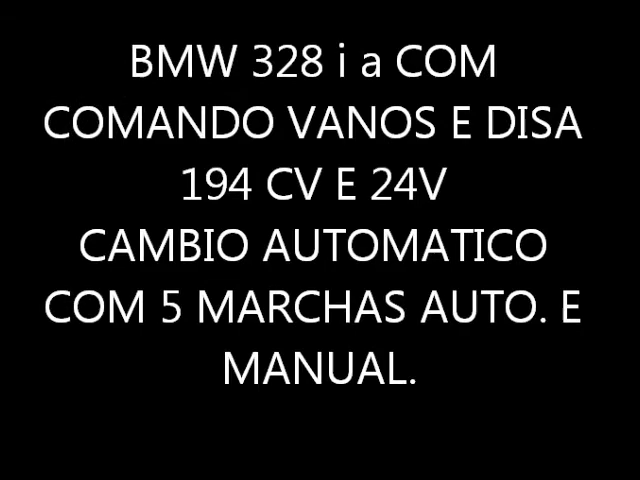 BMW 328 i a COM
COMANDO VANOS E DISA
194 CV E 24V
CAMBIO AUTOMATICO
COM 5 MARCHAS AUTO. E
MANUAL.